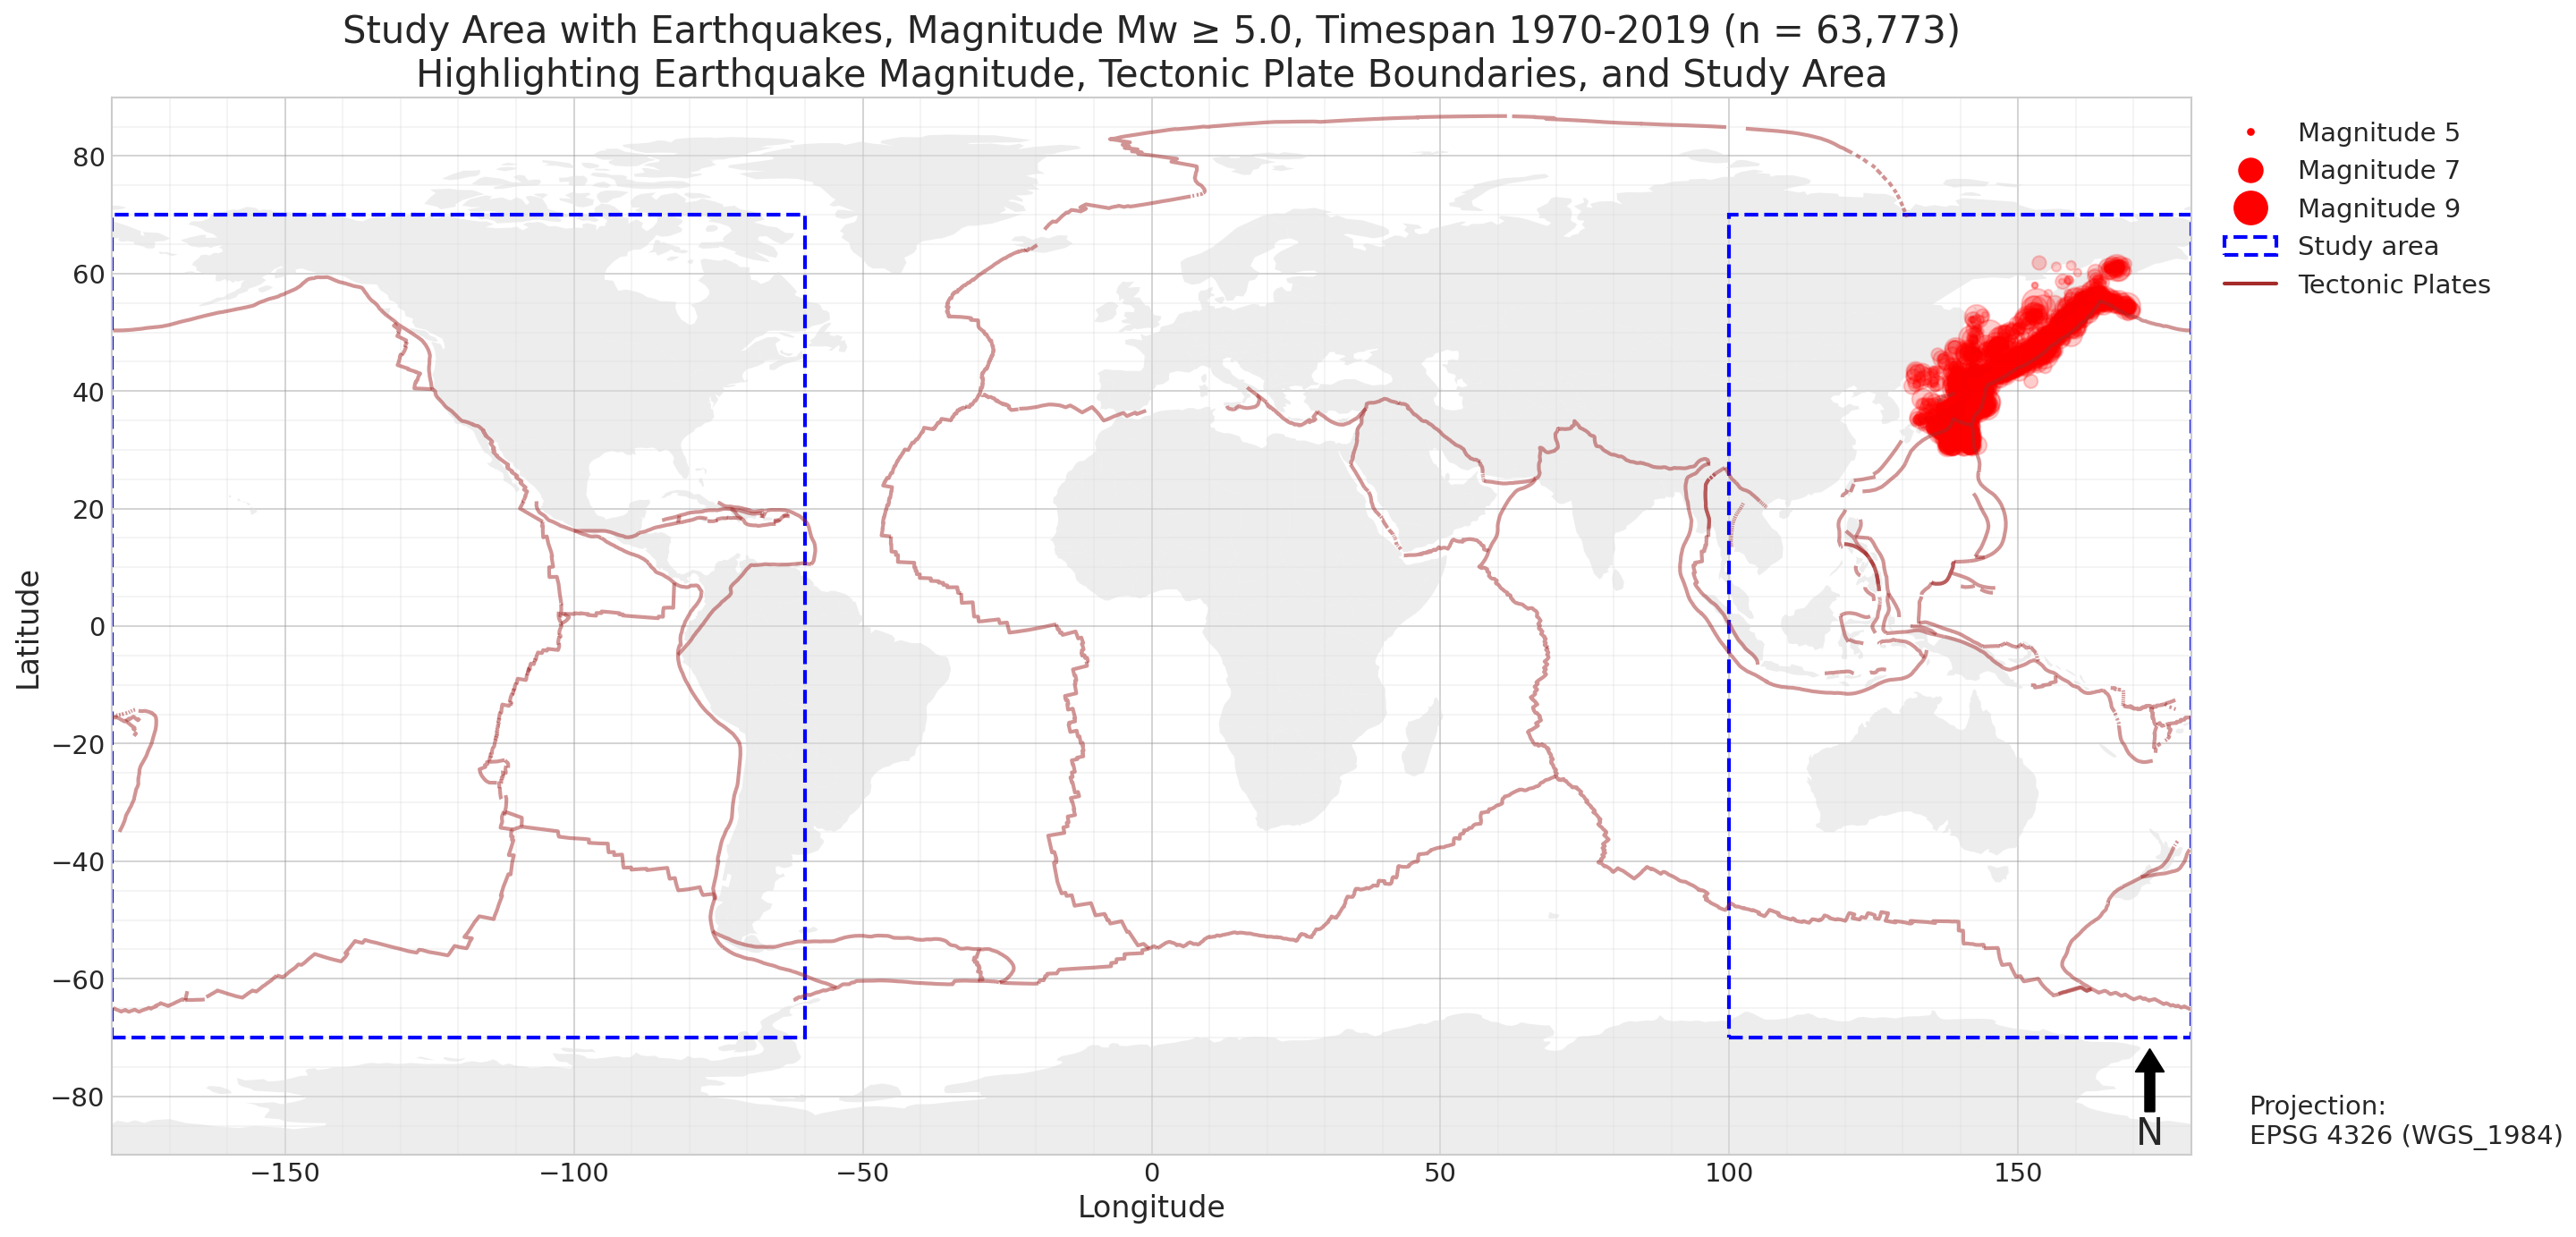 Study Area with Earthquakes, Magnitude Mw ≥ 5.0, Timespan 1970-2019 (n = 63,773)
Highlighting Earthquake Magnitude, Tectonic Plate Boundaries, and Study Area
Magnitude 5
Magnitude 7
Magnitude 9
Study area
Tectonic Plates
80
60
40
20
0
−20
−40
−60
−80
Latitude
N
Projection:
EPSG 4326 (WGS_1984)
−150 −100 −50 0 50 100 150
Longitude